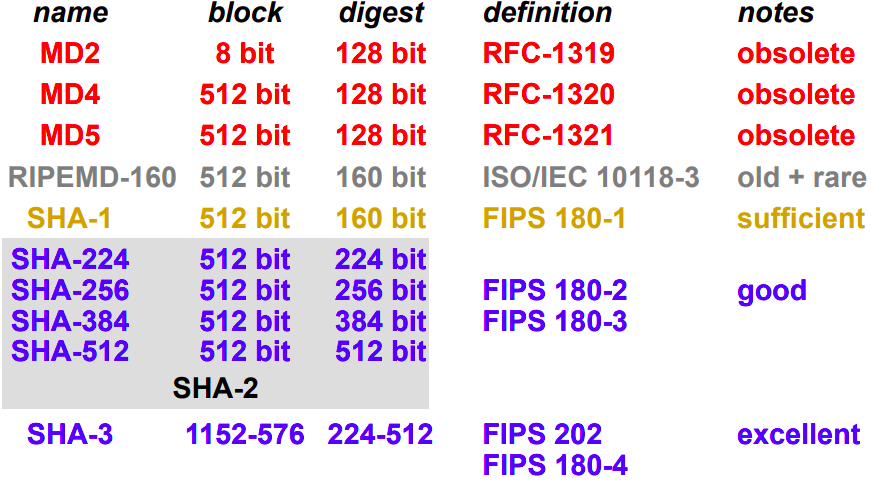 name block digest definition notes
MD2 8 bit 128 bit RFC-1319 obsolete
MD4 512 bit 128 bit RFC-1320 obsolete
MD5 512 bit 128 bit RFC-1321 obsolete
RIPEMD-160 512 bit 160 bit ISO/IEC 10118-3 old + rare
SHA-1 512 bit 160 bit FIPS 180-1 sufficient
SHA-224 512 bit 224 bit
SHA-256 512 bit 256 bit FIPS 180-2 good
SHA-384 512 bit 384 bit FIPS 180-3
SHA-512 512 bit 512 bit
SHA-2
SHA-3 1152-576 224-512 FIPS 202 excellent
FIPS 180-4